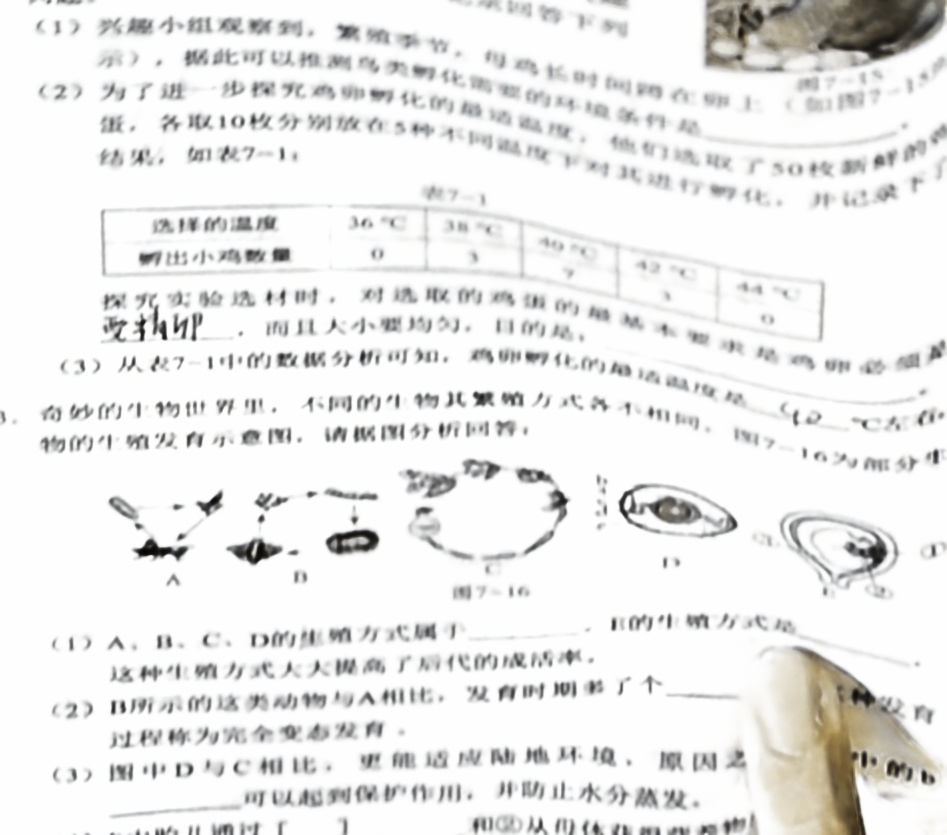 记录回答下列
（1）兴趣小组观察到，繁殖季节，母鸡长时间蹲在卵上（如图7-15所
示），据此可以推测鸟类孵化需要的环境条件是________。
图7-15
（2）为了进一步探究鸡卵孵化的最适温度，他们选取了50枚新鲜的
蛋，各取10枚分别放在5种不同温度下对其进行孵化，并记录下
结果，如表7-1：
表7-1
选择的温度 36 ℃ 38 ℃ 40 ℃ 42 ℃ 44 ℃
孵出小鸡数量 0 3 7 3 0
探究实验选材时，对选取的鸡蛋的最基本要求是鸡卵必须是
受精卵，而且大小要均匀，目的是：________。
（3）从表7-1中的数据分析可知，鸡卵孵化的最适温度是 ℃左右
3. 奇妙的生物世界里，不同的生物其繁殖方式各不相同，图7-16为部分生
物的生殖发育示意图，请据图分析回答：
A B C D E ① ②
图7-16
（1）A、B、C、D的生殖方式属于________，E的生殖方式是________，
这种生殖方式大大提高了后代的成活率。
（2）B所示的这类动物与A相比，发育时期多了个 种发育
过程称为完全变态发育。
（3）图中D与C相比，更能适应陆地环境，原因之 中的b
________可以起到保护作用，并防止水分蒸发。
胎儿通过［ ］________和②从母体获得营养物